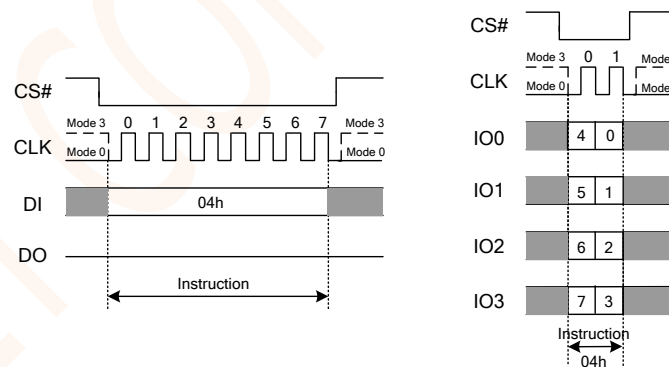 CS#
Mode 3 0 1 2 3 4 5 6 7 Mode 3
CLK
Mode 0 Mode 0
DI 04h
DO
Instruction
CS#
Mode 3 0 1 Mode
CLK
Mode 0 Mode
IO0 4 0
IO1 5 1
IO2 6 2
IO3 7 3
Instruction
04h